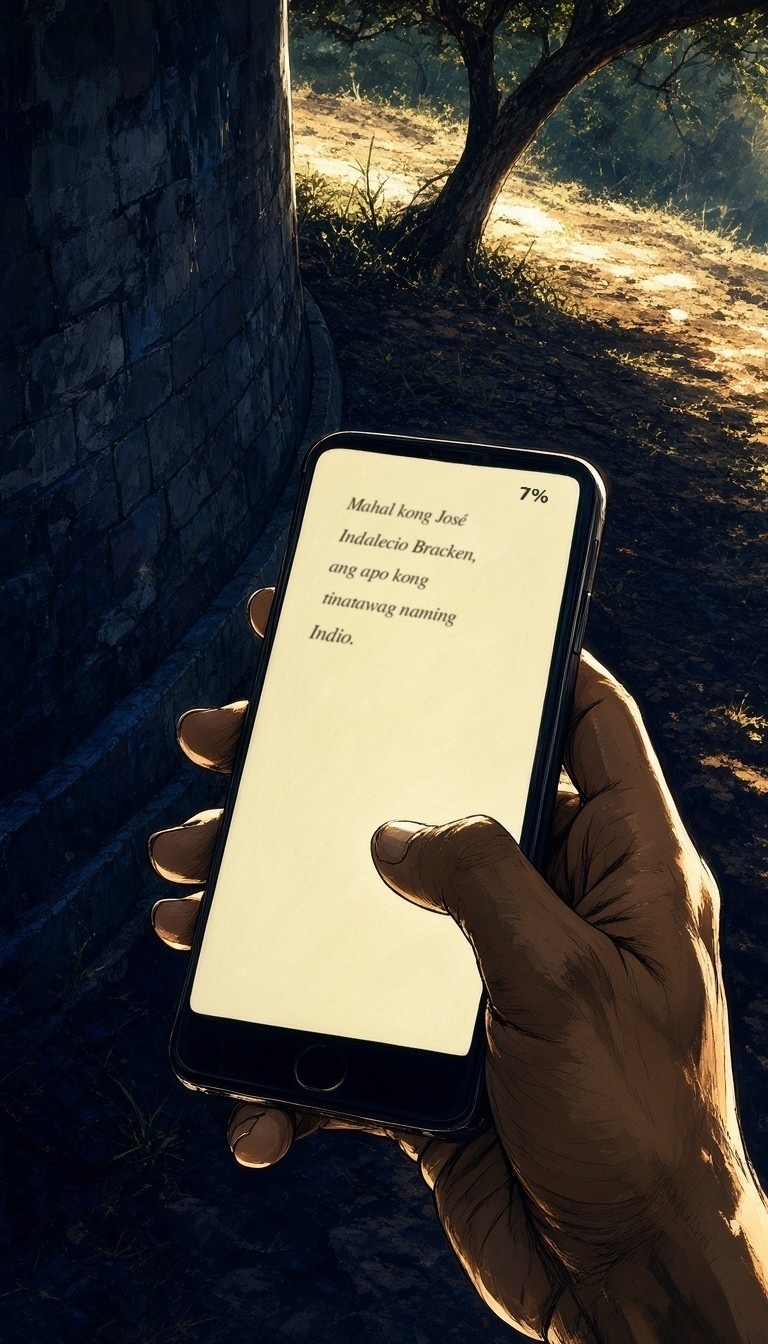 7%
Mahal kong José
Indalecio Bracken,
ang apo kong
tinatawag naming
Indio.